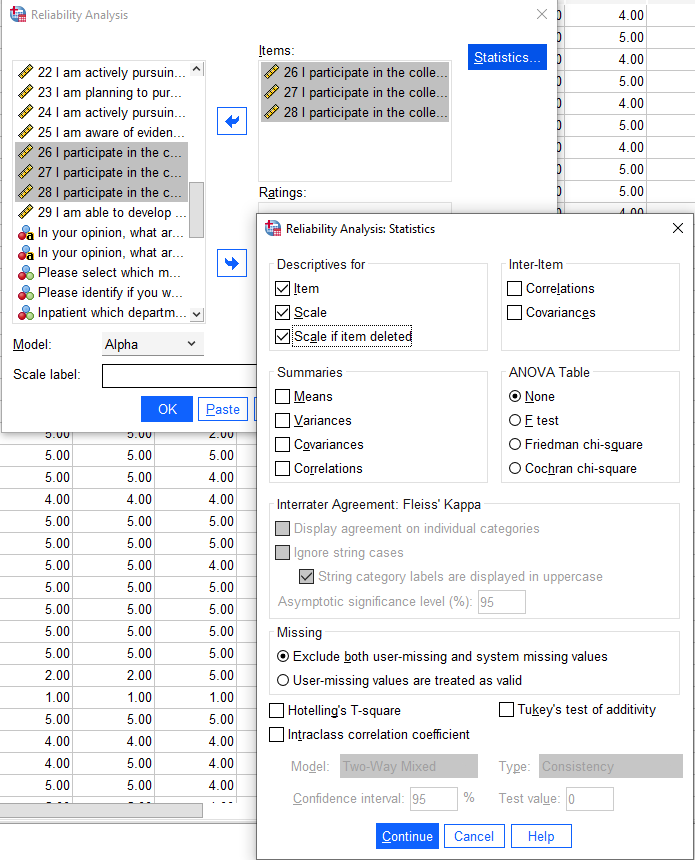 Reliability Analysis
Items:
Statistics...
22 I am actively pursuin...
23 I am planning to pur...
24 I am actively pursuin...
25 I am aware of eviden...
26 I participate in the c...
27 I participate in the c...
28 I participate in the c...
29 I am able to develop ...
In your opinion, what ar...
In your opinion, what ar...
Please select which m...
Please identify if you w...
Inpatient which departm...
26 I participate in the colle...
27 I participate in the colle...
28 I participate in the colle...
Ratings:
Model:
Alpha
Scale label:
OK
Paste
4.00
5.00
4.00
5.00
4.00
5.00
4.00
5.00
5.00
4.00
Reliability Analysis: Statistics
Descriptives for
Item
Scale
Scale if item deleted
Inter-Item
Correlations
Covariances
Summaries
Means
Variances
Covariances
Correlations
ANOVA Table
None
F test
Friedman chi-square
Cochran chi-square
Interrater Agreement: Fleiss' Kappa
Display agreement on individual categories
Ignore string cases
String category labels are displayed in uppercase
Asymptotic significance level (%): 95
Missing
Exclude both user-missing and system missing values
User-missing values are treated as valid
Hotelling's T-square
Tukey's test of additivity
Intraclass correlation coefficient
Model: Two-Way Mixed
Type: Consistency
Confidence interval: 95 %
Test value: 0
Continue
Cancel
Help
5.00 5.00 2.00
5.00 5.00 5.00
5.00 5.00 5.00
4.00 4.00 4.00
5.00 5.00 5.00
5.00 5.00 5.00
4.00 5.00 5.00
5.00 5.00 5.00
5.00 5.00 5.00
5.00 5.00 5.00
5.00 5.00 5.00
2.00 2.00 5.00
1.00 1.00 1.00
5.00 5.00 5.00
4.00 4.00 4.00
4.00 4.00 5.00
5.00 5.00 5.00